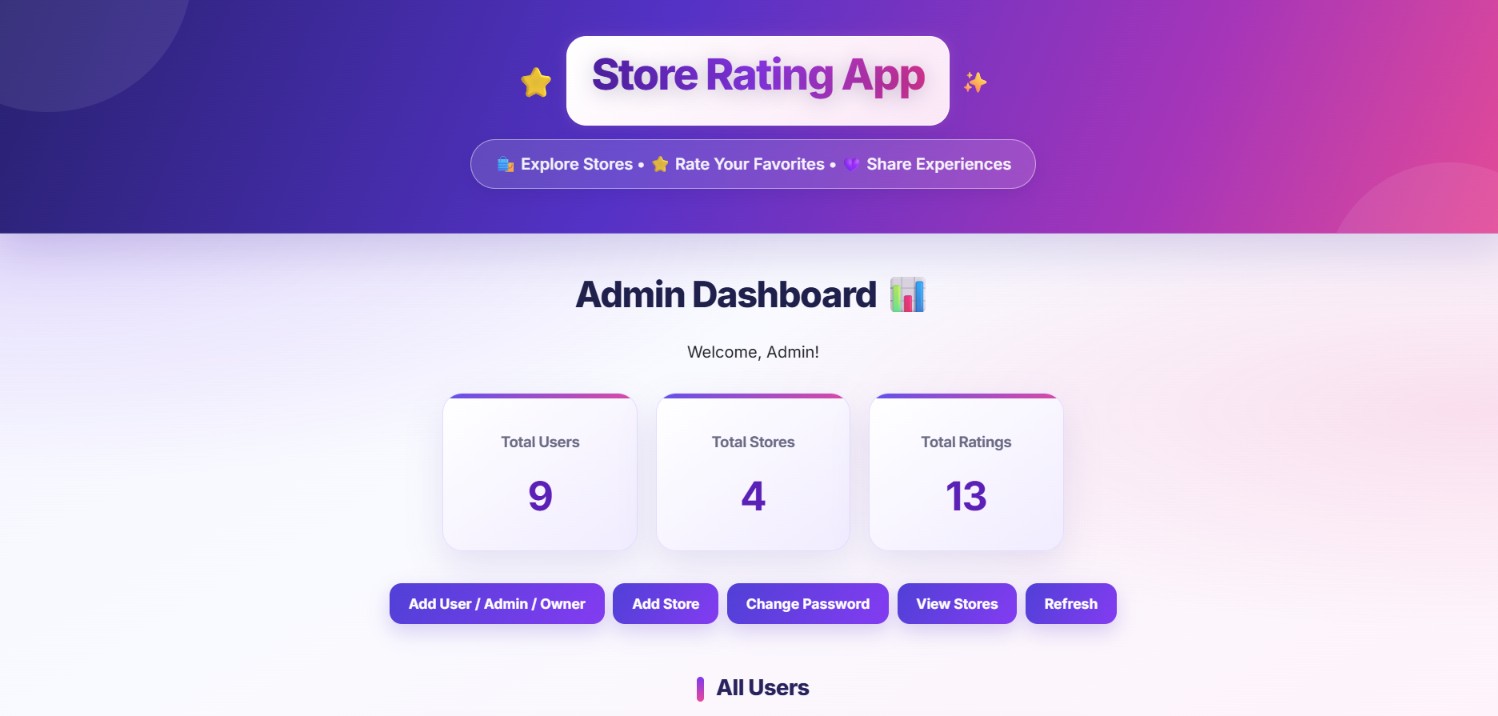 ⭐ Store Rating App ✨
🛍️ Explore Stores • ⭐ Rate Your Favorites • 💜 Share Experiences
Admin Dashboard 📊
Welcome, Admin!
Total Users Total Stores Total Ratings
9 4 13
Add User / Admin / Owner Add Store Change Password View Stores Refresh
All Users